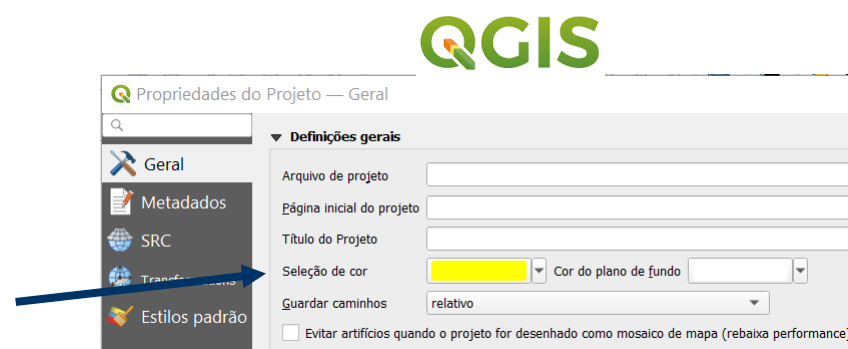 QGIS
Propriedades do Projeto — Geral
Definições gerais
Geral
Arquivo de projeto
Metadados
Página inicial do projeto
SRC
Título do Projeto
Seleção de cor
Cor do plano de fundo
Guardar caminhos
relativo
Estilos padrão
Evitar artifícios quando o projeto for desenhado como mosaico de mapa (rebaixa performance)